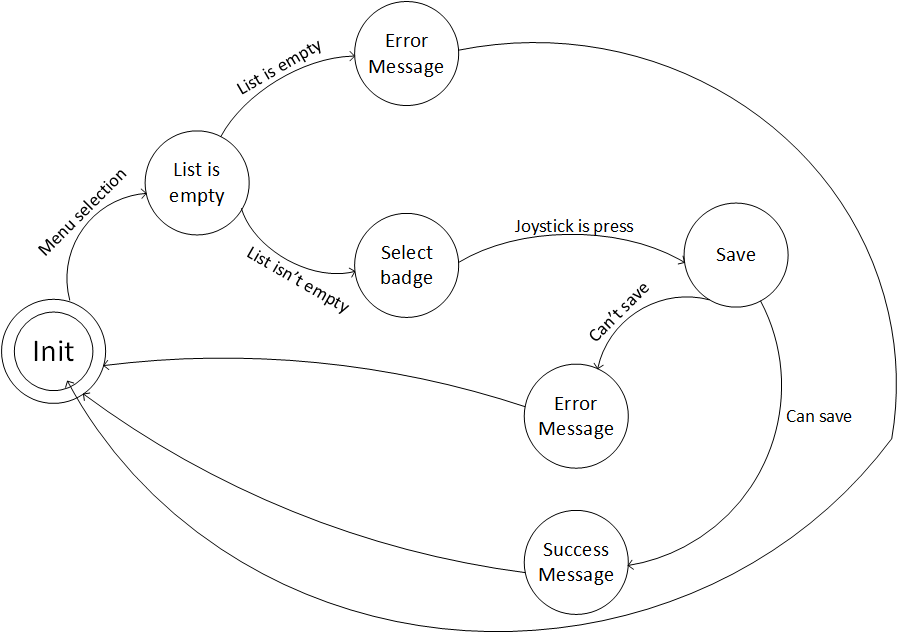 Error
Message
List is empty
List is
empty
Menu selection
List isn't empty
Select
badge
Joystick is press
Save
Can't save
Init
Error
Message
Can save
Success
Message